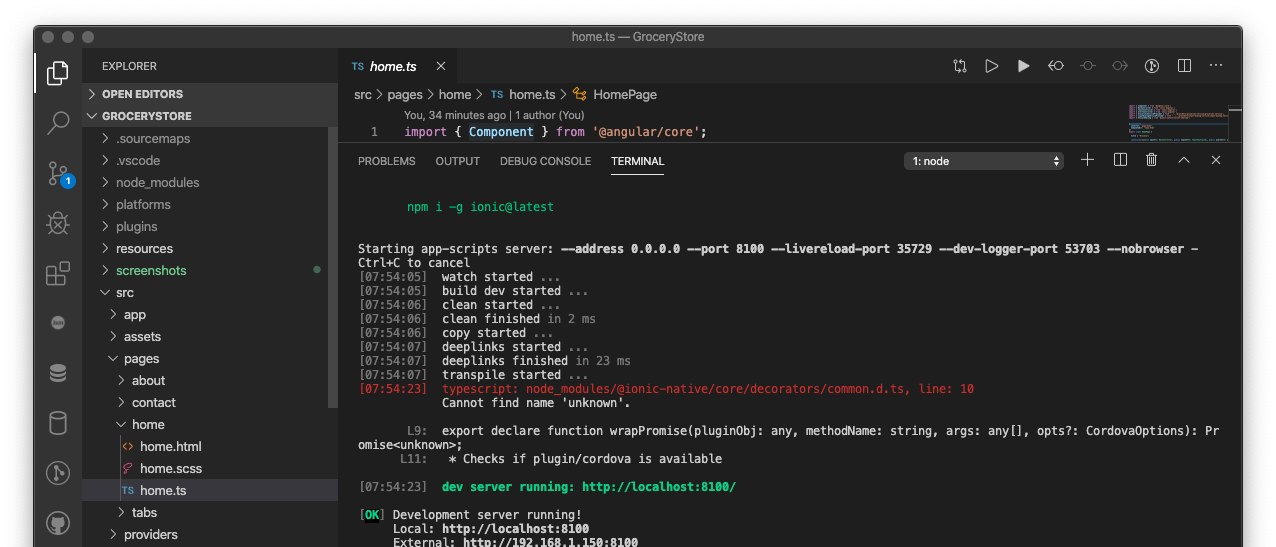 home.ts — GroceryStore
EXPLORER
OPEN EDITORS
GROCERYSTORE
.sourcemaps
.vscode
node_modules
platforms
plugins
resources
screenshots
src
app
assets
pages
about
contact
home
home.html
home.scss
TS home.ts
tabs
providers
1
TS home.ts
src > pages > home > TS home.ts > HomePage
You, 34 minutes ago | 1 author (You)
1 import { Component } from '@angular/core';
PROBLEMS OUTPUT DEBUG CONSOLE TERMINAL 1: node
npm i -g ionic@latest
Starting app-scripts server: --address 0.0.0.0 --port 8100 --livereload-port 35729 --dev-logger-port 53703 --nobrowser -
Ctrl+C to cancel
[07:54:05] watch started ...
[07:54:05] build dev started ...
[07:54:06] clean started ...
[07:54:06] clean finished in 2 ms
[07:54:06] copy started ...
[07:54:07] deeplinks started ...
[07:54:07] deeplinks finished in 23 ms
[07:54:07] transpile started ...
[07:54:23] typescript: node_modules/@ionic-native/core/decorators/common.d.ts, line: 10
Cannot find name 'unknown'.
L9: export declare function wrapPromise(pluginObj: any, methodName: string, args: any[], opts?: CordovaOptions): Pr
omise<unknown>;
L11: * Checks if plugin/cordova is available
[07:54:23] dev server running: http://localhost:8100/
[OK] Development server running!
Local: http://localhost:8100
External: http://192.168.1.150:8100